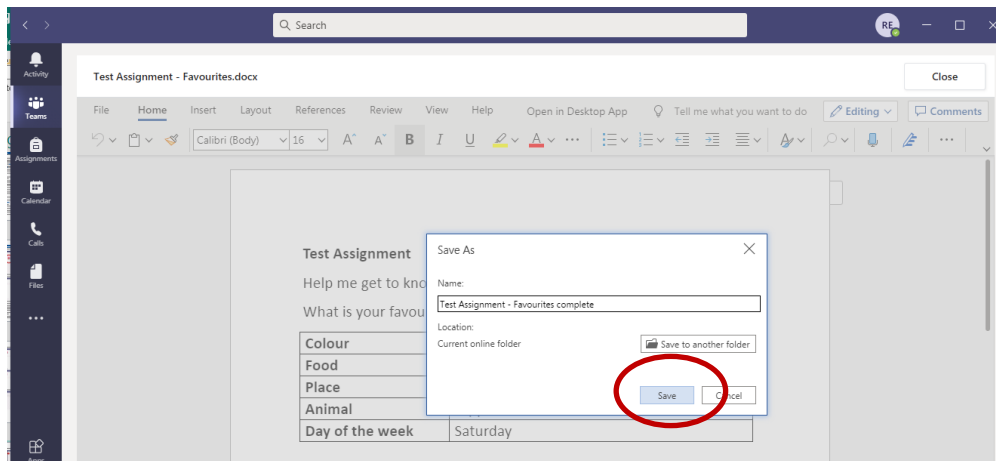 Search
RE
Activity
Test Assignment - Favourites.docx
Close
Teams
File Home Insert Layout References Review View Help Open in Desktop App Tell me what you want to do Editing Comments
Calibri (Body) 16 A^ A˅ B I U A
Assignments
Calendar
Calls
Files
Test Assignment
Help me get to kno
What is your favou
Colour
Food
Place
Animal
Day of the week Saturday
Save As
Name:
Test Assignment - Favourites complete
Location:
Current online folder Save to another folder
Save Cancel
Apps